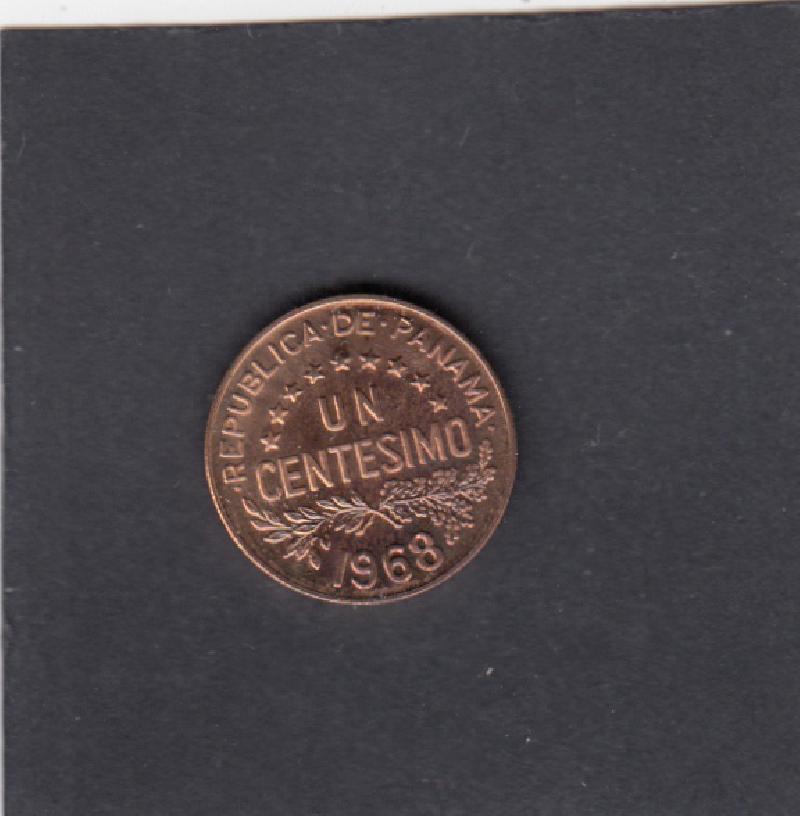 ·REPUBLICA·DE·PANAMA·
UN
CENTESIMO
1968